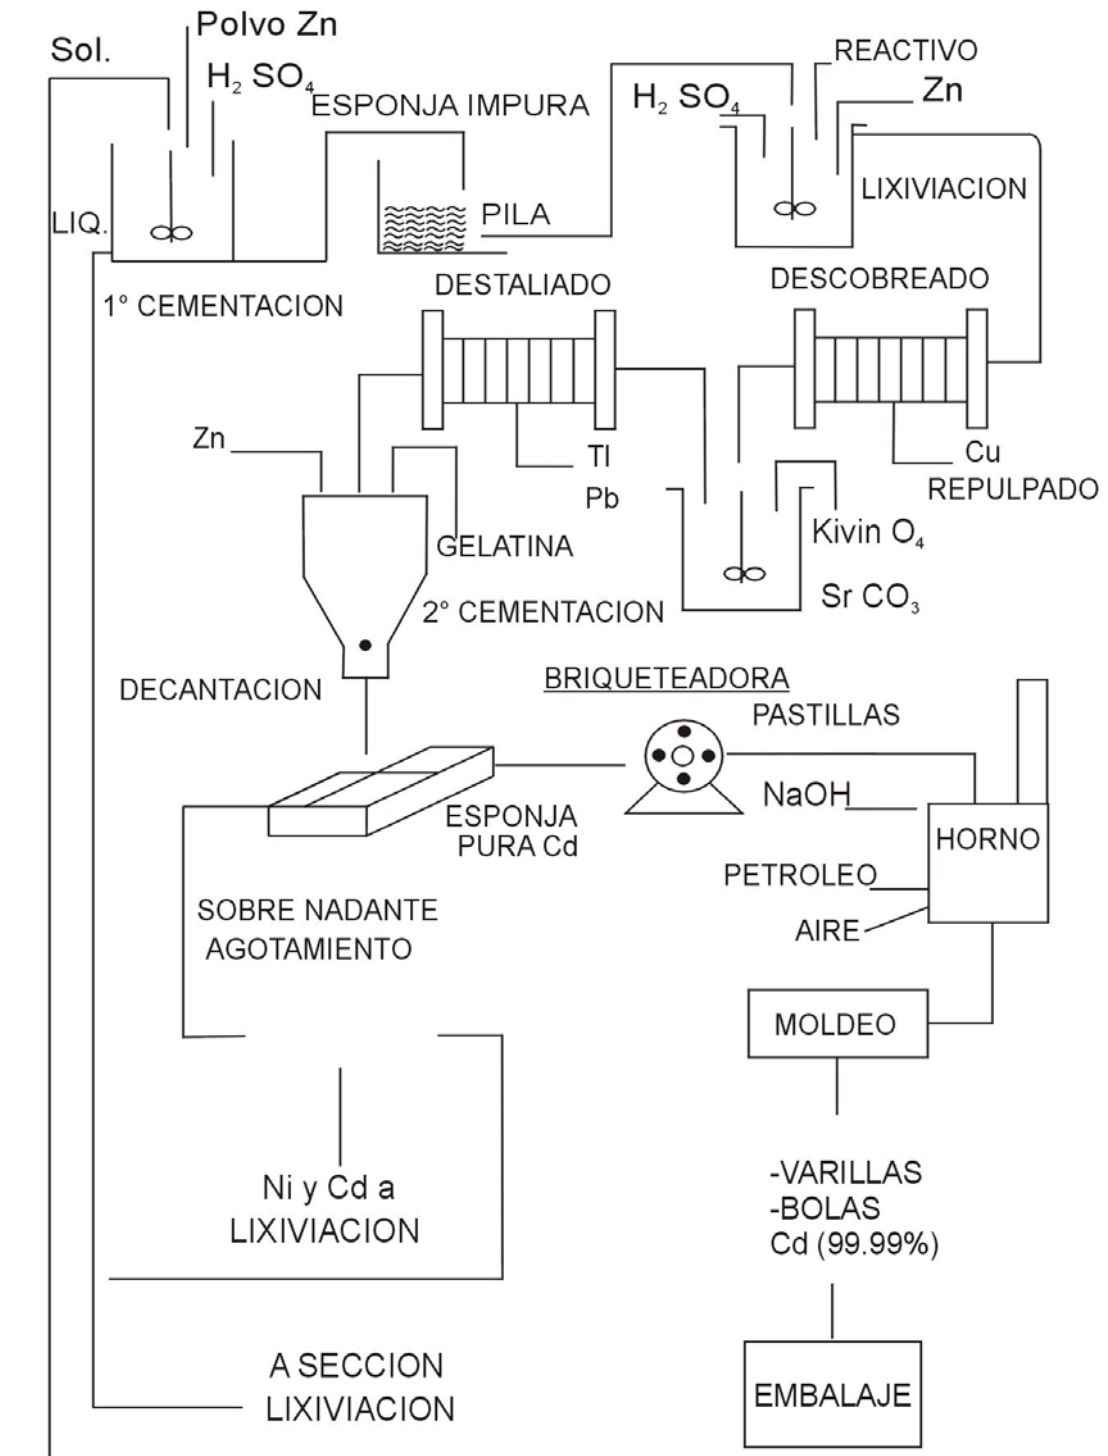 Polvo Zn
Sol.
H₂ SO₄
ESPONJA IMPURA
REACTIVO
H₂ SO₄
Zn
LIXIVIACION
LIQ.
PILA
1º CEMENTACION
DESTALIADO
DESCOBREADO
Zn
Tl
Pb
Cu
REPULPADO
GELATINA
Kivin O₄
2° CEMENTACION
Sr CO₃
DECANTACION
BRIQUETEADORA
PASTILLAS
NaOH
ESPONJA
PURA Cd
HORNO
PETROLEO
AIRE
SOBRE NADANTE
AGOTAMIENTO
MOLDEO
Ni y Cd a
LIXIVIACION
-VARILLAS
-BOLAS
Cd (99.99%)
A SECCION
LIXIVIACION
EMBALAJE